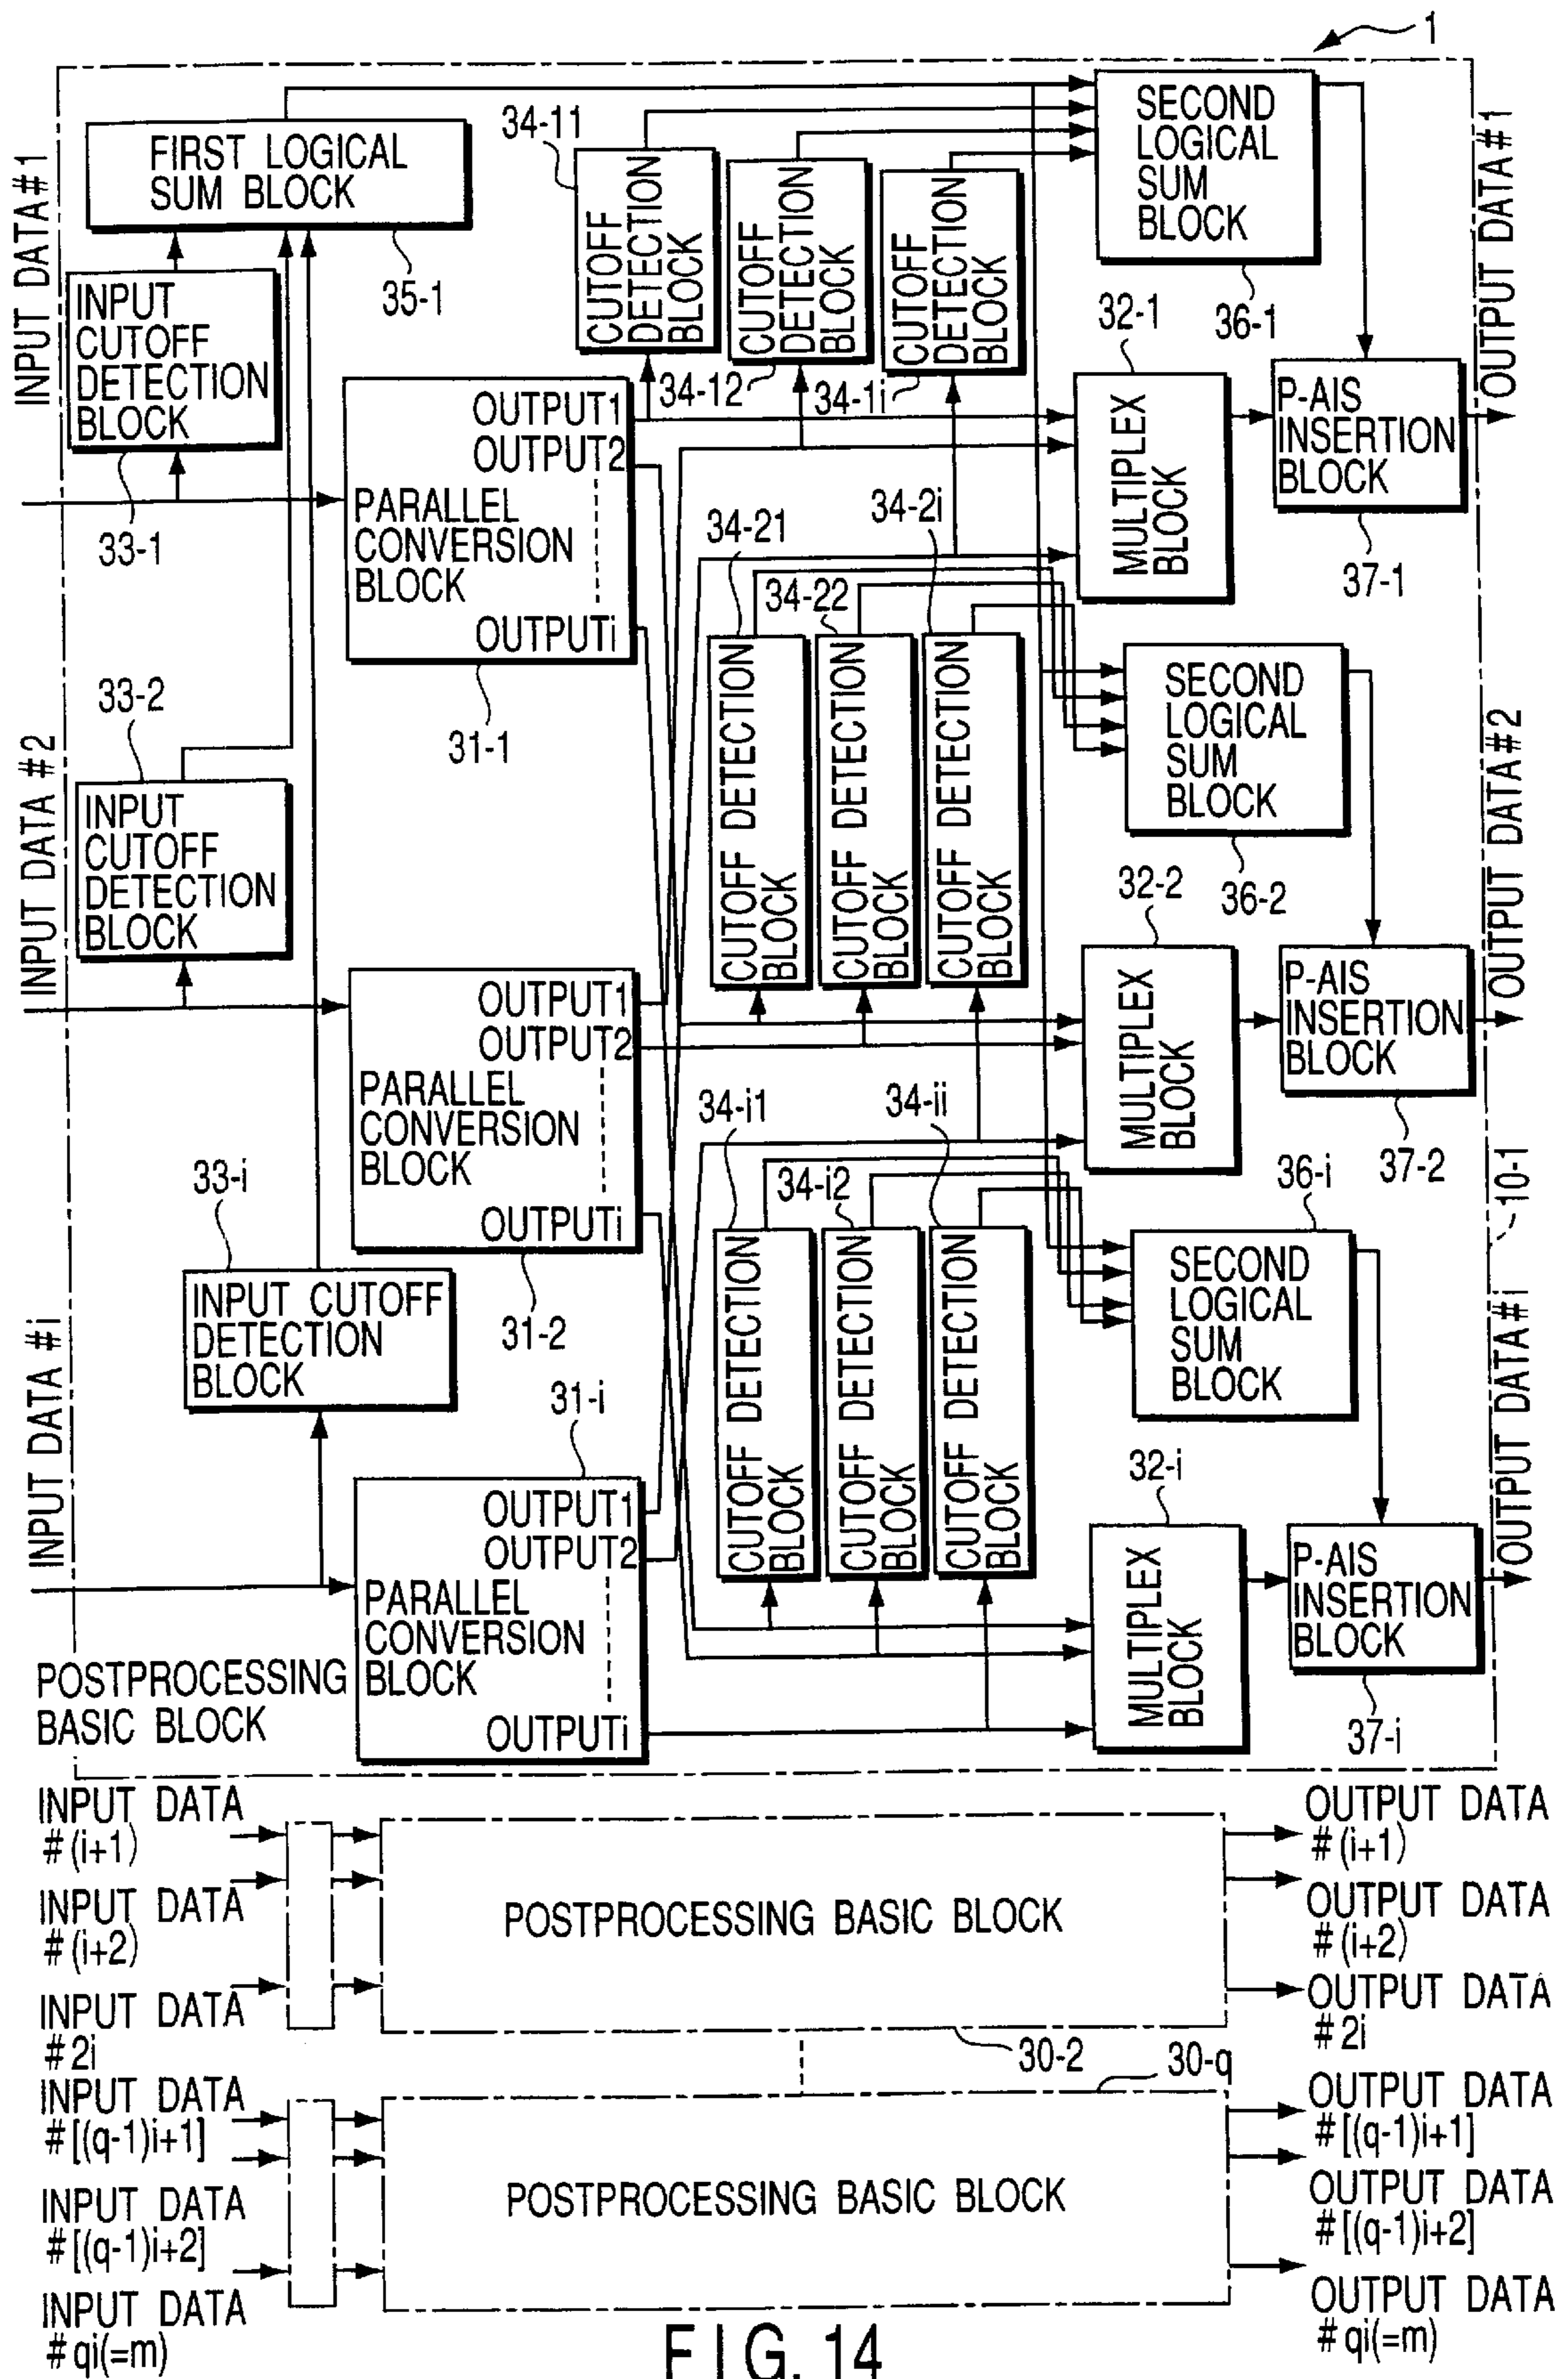 1
INPUT DATA#1
FIRST LOGICAL
SUM BLOCK
35-1
34-11
CUTOFF
DETECTION
BLOCK
CUTOFF
DETECTION
BLOCK
34-12
CUTOFF
DETECTION
BLOCK
34-1i
SECOND
LOGICAL
SUM
BLOCK
36-1
OUTPUT DATA#1
INPUT
CUTOFF
DETECTION
BLOCK
33-1
OUTPUT1
OUTPUT2
PARALLEL
CONVERSION
BLOCK
OUTPUTi
31-1
32-1
MULTIPLEX
BLOCK
P-AIS
INSERTION
BLOCK
37-1
34-21
34-22
34-2i
CUTOFF DETECTION
BLOCK
CUTOFF DETECTION
BLOCK
CUTOFF DETECTION
BLOCK
SECOND
LOGICAL
SUM
BLOCK
36-2
INPUT DATA #2
33-2
INPUT
CUTOFF
DETECTION
BLOCK
OUTPUT1
OUTPUT2
PARALLEL
CONVERSION
BLOCK
OUTPUTi
31-2
32-2
MULTIPLEX
BLOCK
P-AIS
INSERTION
BLOCK
37-2
OUTPUT DATA#2
10-1
34-i1
34-i2
34-ii
CUTOFF DETECTION
BLOCK
CUTOFF DETECTION
BLOCK
CUTOFF DETECTION
BLOCK
36-i
SECOND
LOGICAL
SUM
BLOCK
INPUT DATA #i
33-i
INPUT CUTOFF
DETECTION
BLOCK
31-i
OUTPUT1
OUTPUT2
PARALLEL
CONVERSION
BLOCK
OUTPUTi
32-i
MULTIPLEX
BLOCK
P-AIS
INSERTION
BLOCK
37-i
OUTPUT DATA#i
POSTPROCESSING
BASIC BLOCK
INPUT DATA
#(i+1)
INPUT DATA
#(i+2)
INPUT DATA
#2i
POSTPROCESSING BASIC BLOCK
30-2
OUTPUT DATA
#(i+1)
OUTPUT DATA
#(i+2)
OUTPUT DATA
#2i
INPUT DATA
#[(q-1)i+1]
INPUT DATA
#[(q-1)i+2]
INPUT DATA
#qi(=m)
30-q
POSTPROCESSING BASIC BLOCK
OUTPUT DATA
#[(q-1)i+1]
OUTPUT DATA
#[(q-1)i+2]
OUTPUT DATA
#qi(=m)
FIG. 14